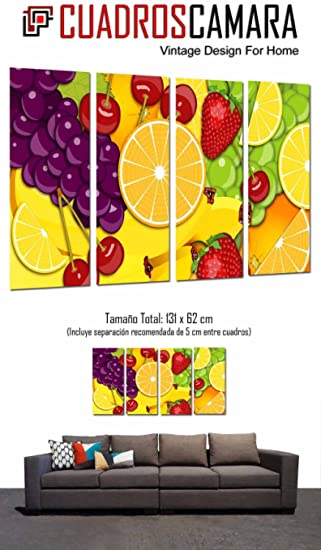 CUADROSCAMARA
Vintage Design For Home
Tamaño Total: 131 x 62 cm
(Incluye separación recomendada de 5 cm entre cuadros)